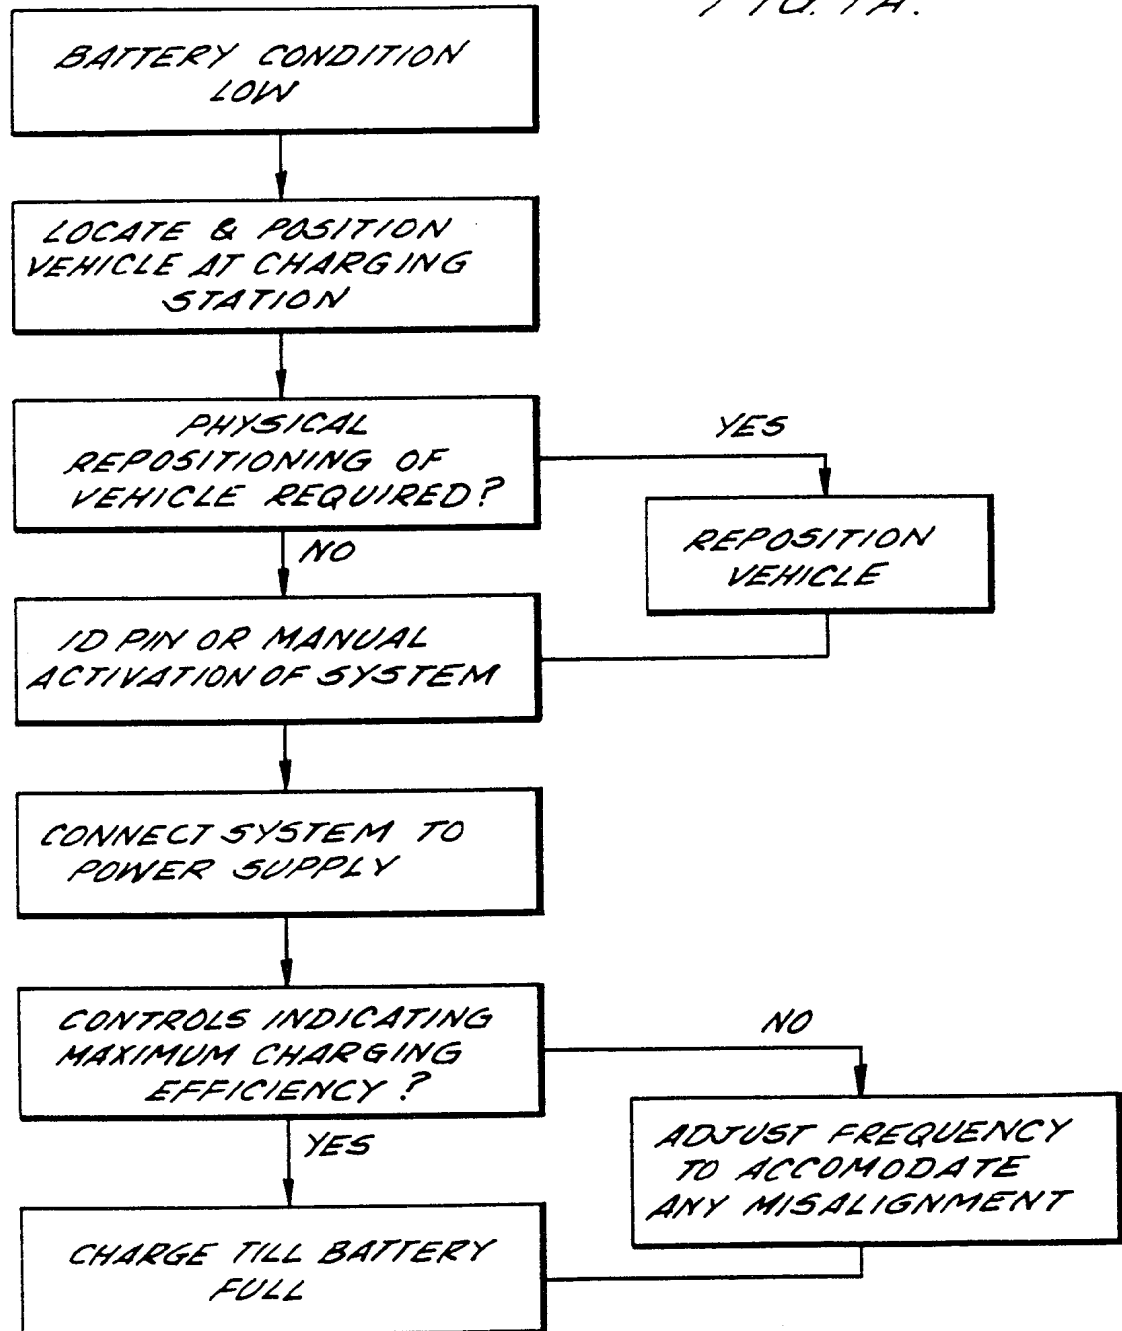 FIG. 1A.
BATTERY CONDITION
LOW
LOCATE & POSITION
VEHICLE AT CHARGING
STATION
PHYSICAL
REPOSITIONING OF
VEHICLE REQUIRED?
YES
REPOSITION
VEHICLE
NO
ID PIN OR MANUAL
ACTIVATION OF SYSTEM
CONNECT SYSTEM TO
POWER SUPPLY
CONTROLS INDICATING
MAXIMUM CHARGING
EFFICIENCY?
NO
ADJUST FREQUENCY
TO ACCOMODATE
ANY MISALIGNMENT
YES
CHARGE TILL BATTERY
FULL